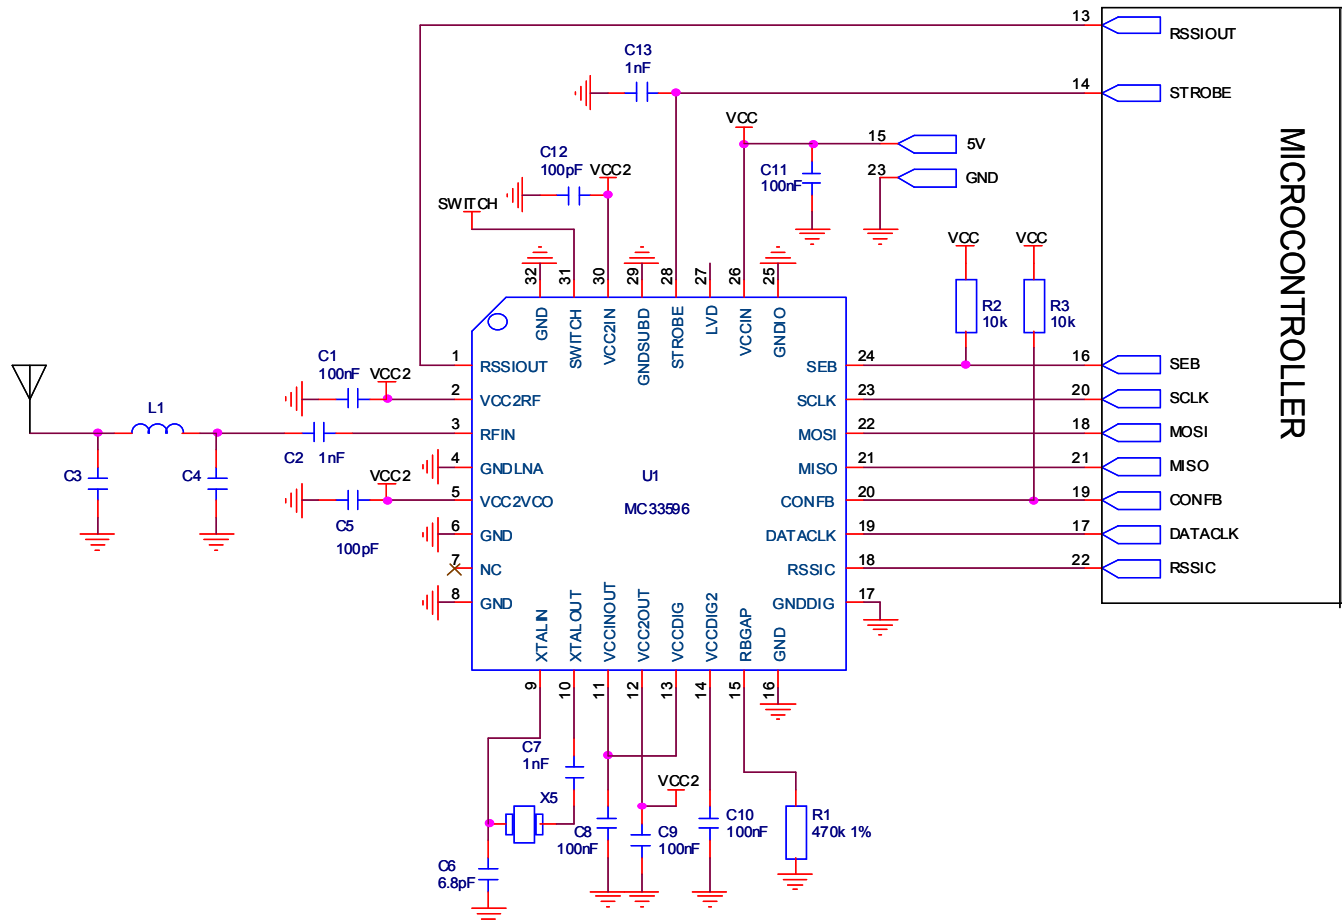 13
RSSIOUT
C13
1nF
14
STROBE
VCC
15
5V
C12
100pF
VCC2
C11
100nF
23
GND
SWITCH
MICROCONTROLLER
VCC
VCC
32
31
30
29
28
27
26
25
R2
10k
R3
10k
GND
SWITCH
VCC2IN
GNDSUBD
STROBE
LVD
VCCIN
GNDIO
C1
100nF
VCC2
1
RSSIOUT
SEB
24
16
SEB
2
VCC2RF
SCLK
23
20
SCLK
L1
C2
1nF
3
RFIN
MOSI
22
18
MOSI
C3
C4
VCC2
4
GNDLNA
U1
MISO
21
21
MISO
5
VCC2VCO
MC33596
CONFB
20
19
CONFB
C5
100pF
6
GND
DATACLK
19
17
DATACLK
7
NC
RSSIC
18
22
RSSIC
8
GND
GNDDIG
17
XTALIN
XTALOUT
VCCINOUT
VCC2OUT
VCCDIG
VCCDIG2
RBGAP
GND
9
10
11
12
13
14
15
16
C7
1nF
VCC2
X5
C8
100nF
C9
100nF
C10
100nF
R1
470k 1%
C6
6.8pF